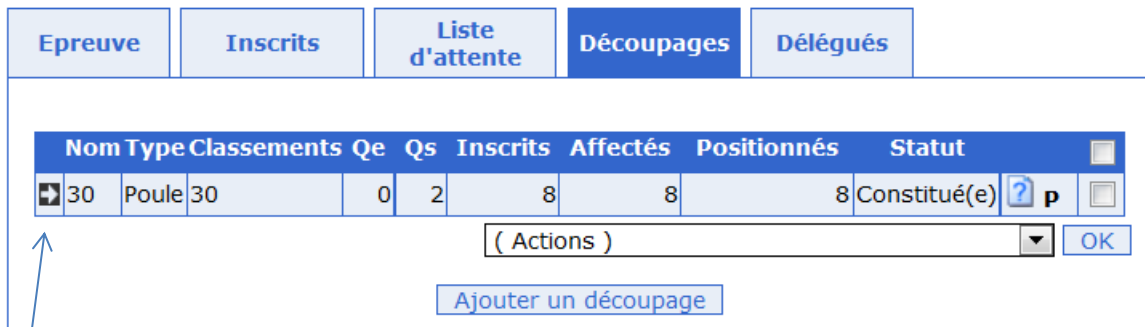 Epreuve Inscrits Liste d'attente Découpages Délégués
Nom Type Classements Qe Qs Inscrits Affectés Positionnés Statut
30 Poule 30 0 2 8 8 8 Constitué(e) ? p
( Actions ) OK
Ajouter un découpage